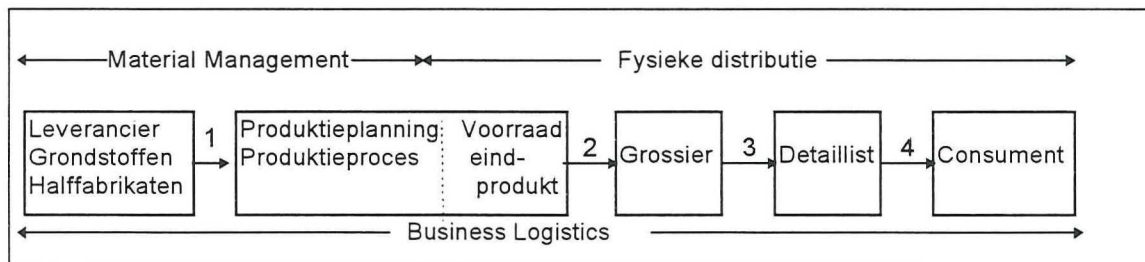 Material Management
Fysieke distributie
Leverancier
Grondstoffen
Halffabrikaten
1
Produktieplanning
Produktieproces
Voorraad
eind-
produkt
2
Grossier
3
Detaillist
4
Consument
Business Logistics